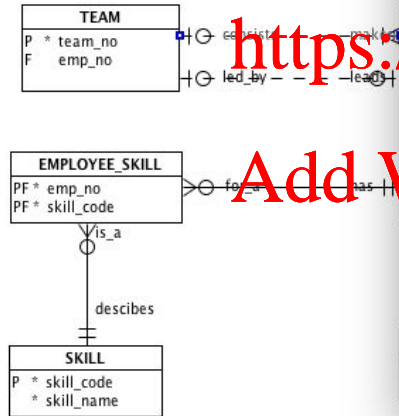 TEAM
P * team_no
F emp_no
consists
makes
led_by
leads
https:/
EMPLOYEE_SKILL
PF * emp_no
PF * skill_code
for_a
has
Add
is_a
descibes
SKILL
P * skill_code
* skill_name